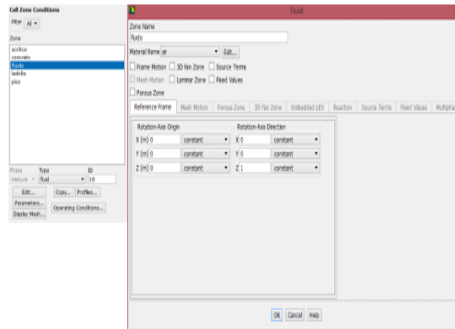 Cell Zone Conditions
Filter All
Zone
acrilico
concreto
fluido
ladrillo
piso
Phase Type ID
mixture fluid 18
Edit... Copy... Profiles...
Parameters... Operating Conditions...
Display Mesh...
Fluid
Zone Name
fluido
Material Name air Edit...
Frame Motion 3D Fan Zone Source Terms
Mesh Motion Laminar Zone Fixed Values
Porous Zone
Reference Frame Mesh Motion Porous Zone 3D Fan Zone Embedded LES Reaction Source Terms Fixed Values Multiphase
Rotation-Axis Origin Rotation-Axis Direction
X (m) 0 constant X 0 constant
Y (m) 0 constant Y 0 constant
Z (m) 0 constant Z 1 constant
OK Cancel Help